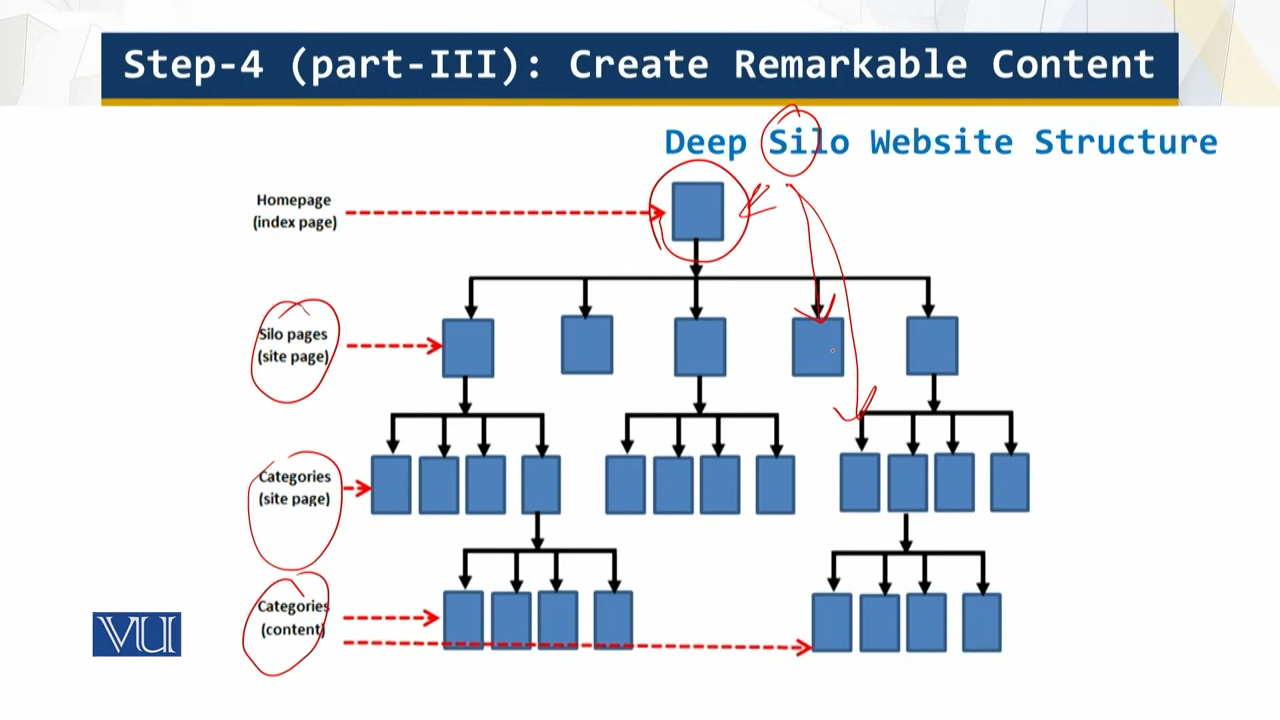 Step-4 (part-III): Create Remarkable Content
Deep Silo Website Structure
Homepage
(index page)
Silo pages
(site page)
Categories
(site page)
Categories
(content)
VU